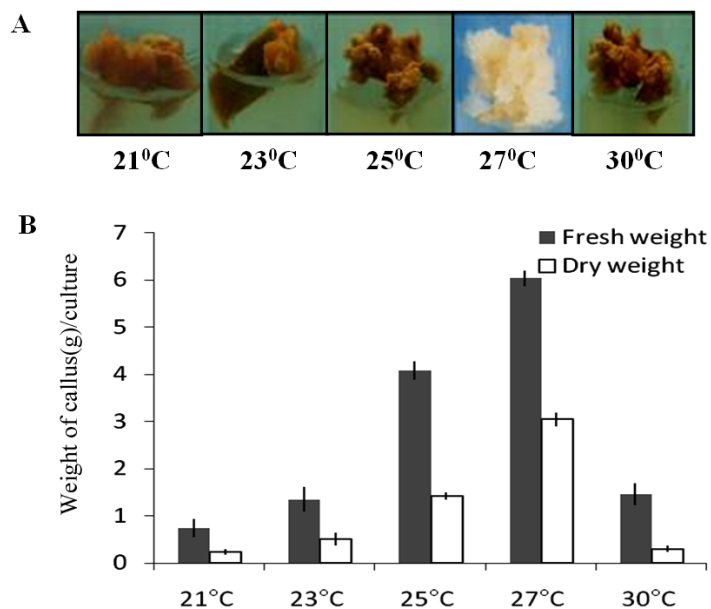 A
21⁰C 23⁰C 25⁰C 27⁰C 30⁰C
B
Weight of callus(g)/culture
7
6
5
4
3
2
1
0
Fresh weight
Dry weight
21°C 23°C 25°C 27°C 30°C